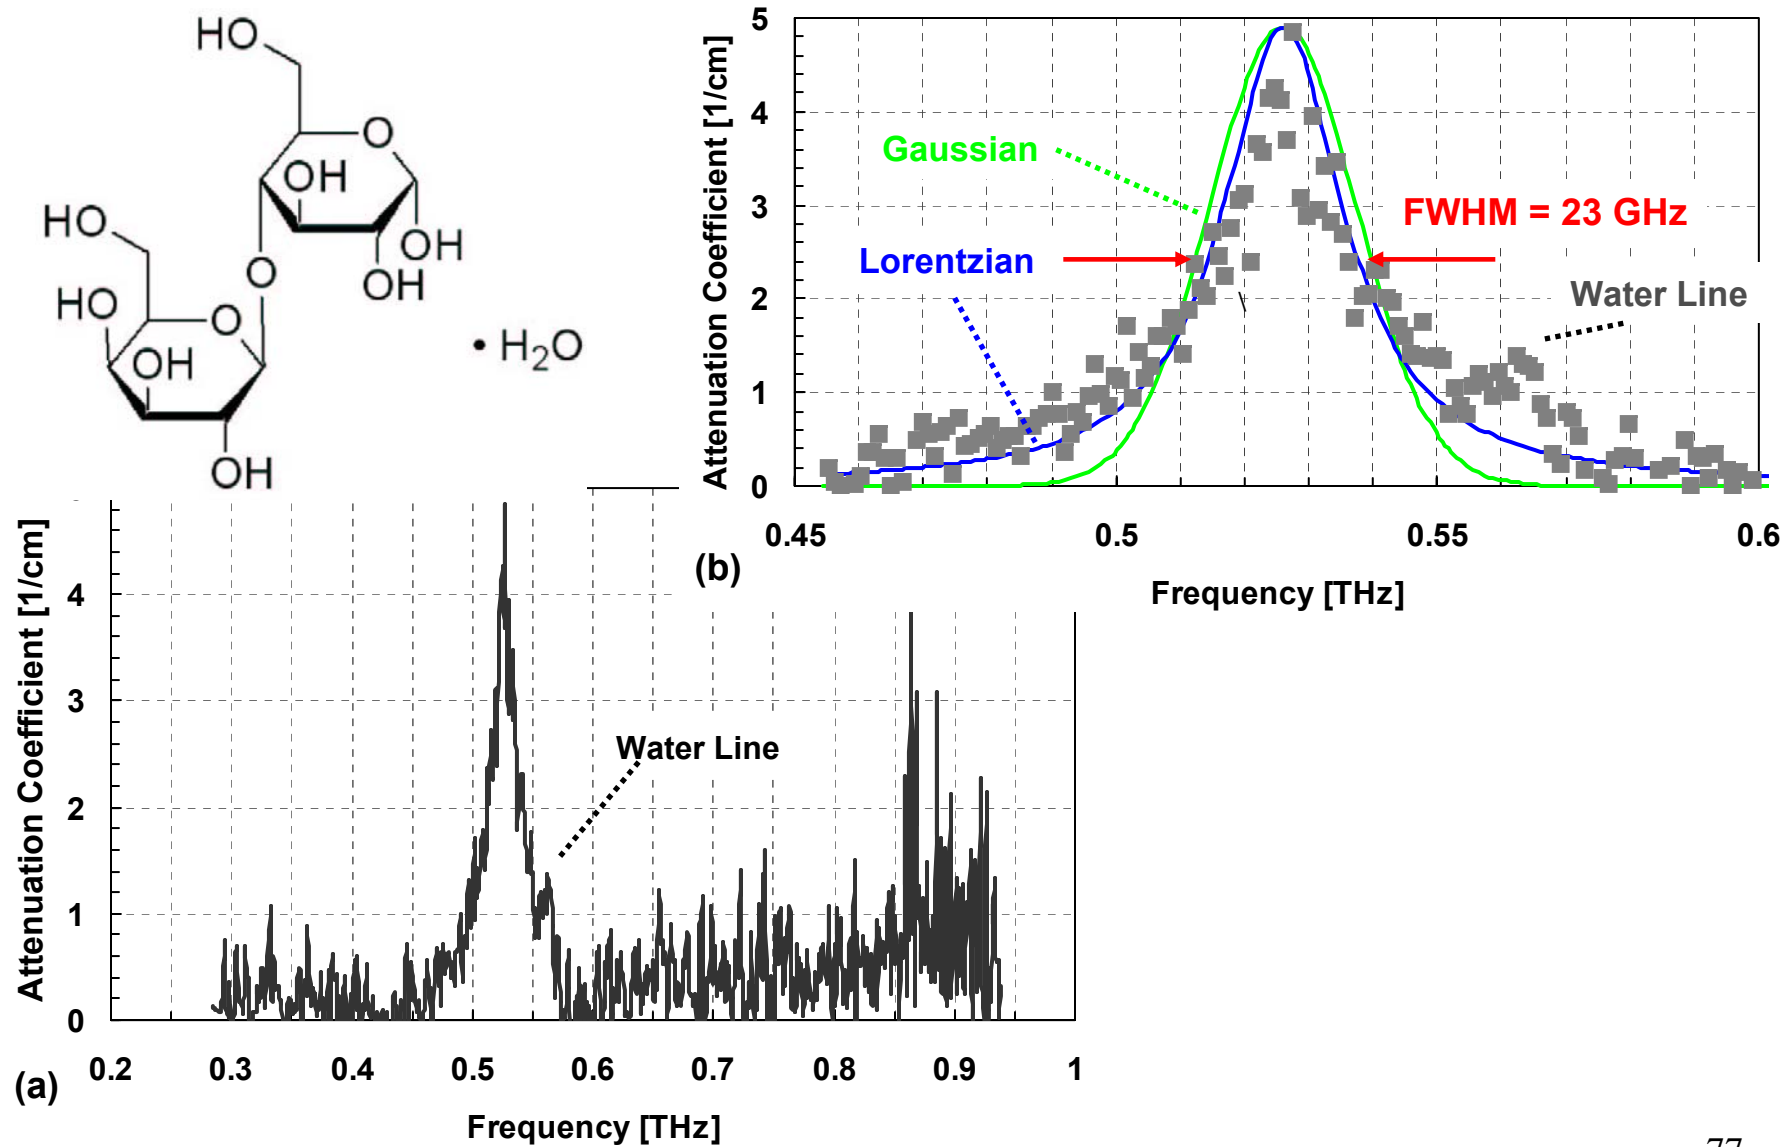 HO
O
OH
HO
OH
O
OH
HO
O
OH
OH
• H₂O
Attenuation Coefficient [1/cm]
5
4
3
2
1
0
Gaussian
Lorentzian
FWHM = 23 GHz
Water Line
0.45 0.5 0.55 0.6
(b)
Frequency [THz]
Attenuation Coefficient [1/cm]
4
3
2
1
0
Water Line
0.2 0.3 0.4 0.5 0.6 0.7 0.8 0.9 1
(a)
Frequency [THz]